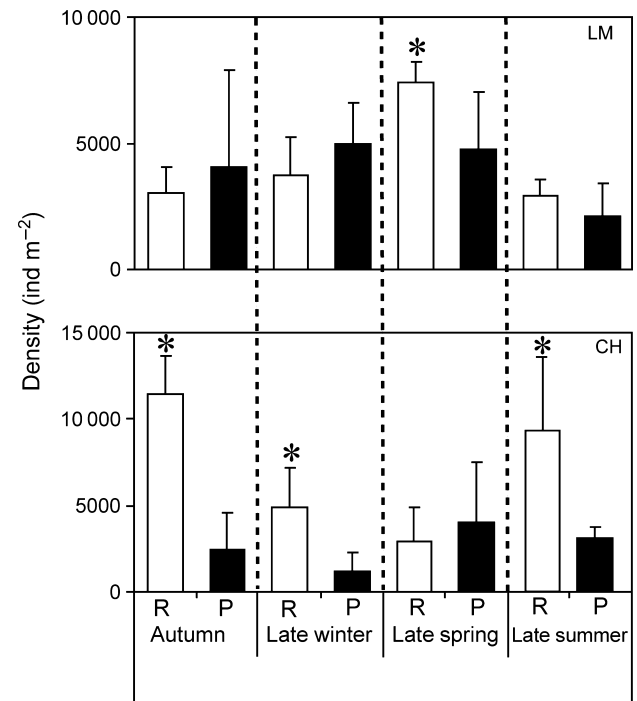 10 000
LM
*
5000
0
Density (ind m⁻²)
15 000
CH
* * *
10 000
5000
0
R P R P R P R P
Autumn Late winter Late spring Late summer